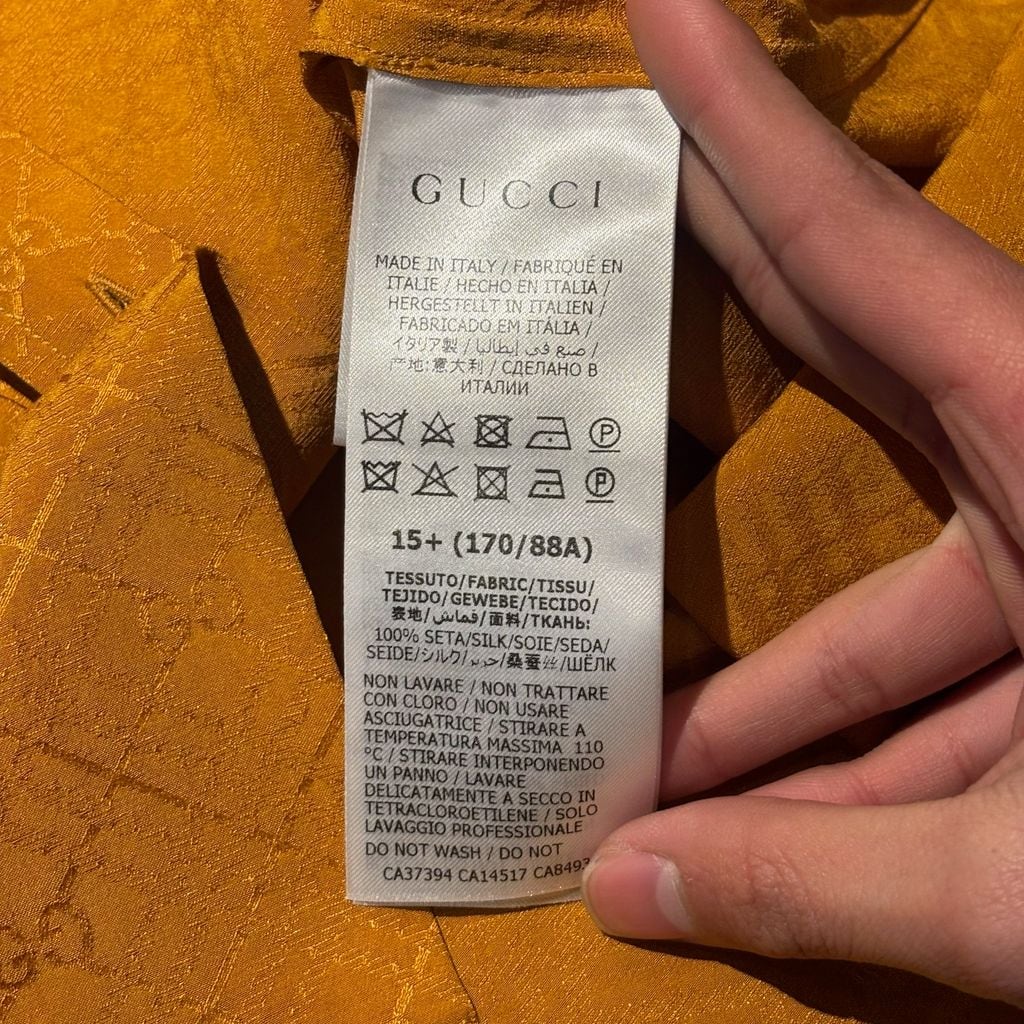 GUCCI
MADE IN ITALY / FABRIQUÉ EN
ITALIE / HECHO EN ITALIA /
HERGESTELLT IN ITALIEN /
FABRICADO EM ITÁLIA /
イタリア製 / صنع في إيطاليا /
产地:意大利 / СДЕЛАНО В
ИТАЛИИ
P
P
15+ (170/88A)
TESSUTO/FABRIC/TISSU/
TEJIDO/GEWEBE/TECIDO/
表地/قماش/面料/ТКАНЬ:
100% SETA/SILK/SOIE/SEDA/
SEIDE/シルク/حرير/桑蚕丝/ШЁЛК
NON LAVARE / NON TRATTARE
CON CLORO / NON USARE
ASCIUGATRICE / STIRARE A
TEMPERATURA MASSIMA 110
°C / STIRARE INTERPONENDO
UN PANNO / LAVARE
DELICATAMENTE A SECCO IN
TETRACLOROETILENE / SOLO
LAVAGGIO PROFESSIONALE
DO NOT WASH / DO NOT
CA37394 CA14517 CA8493